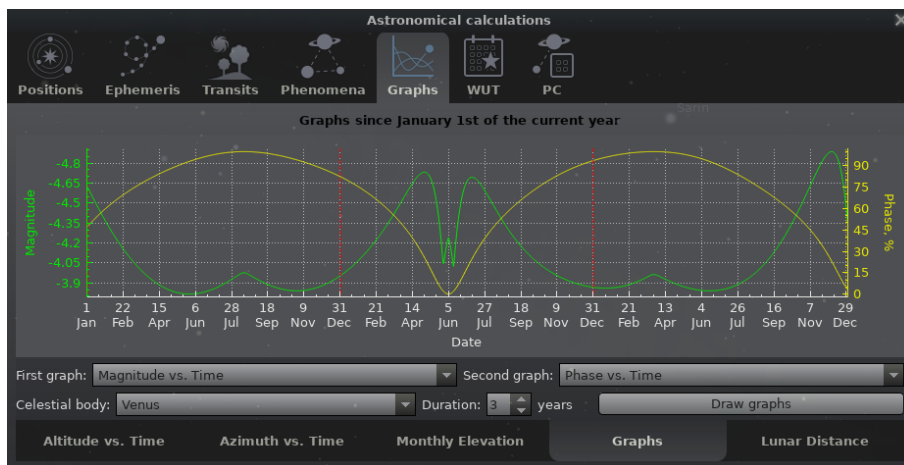 Astronomical calculations
Positions Ephemeris Transits Phenomena Graphs WUT PC
Sarin
Graphs since January 1st of the current year
Magnitude
-4.8
-4.65
-4.5
-4.35
-4.2
-4.05
-3.9
90
75
60
45
30
15
0
Phase, %
1 22 15 6 28 18 9 31 21 14 5 27 18 9 31 21 13 4 26 16 7 29
Jan Feb Apr Jun Jul Sep Nov Dec Feb Apr Jun Jul Sep Nov Dec Feb Apr Jun Jul Sep Nov Dec
Date
First graph: Magnitude vs. Time Second graph: Phase vs. Time
Celestial body: Venus Duration: 3 years Draw graphs
Altitude vs. Time Azimuth vs. Time Monthly Elevation Graphs Lunar Distance